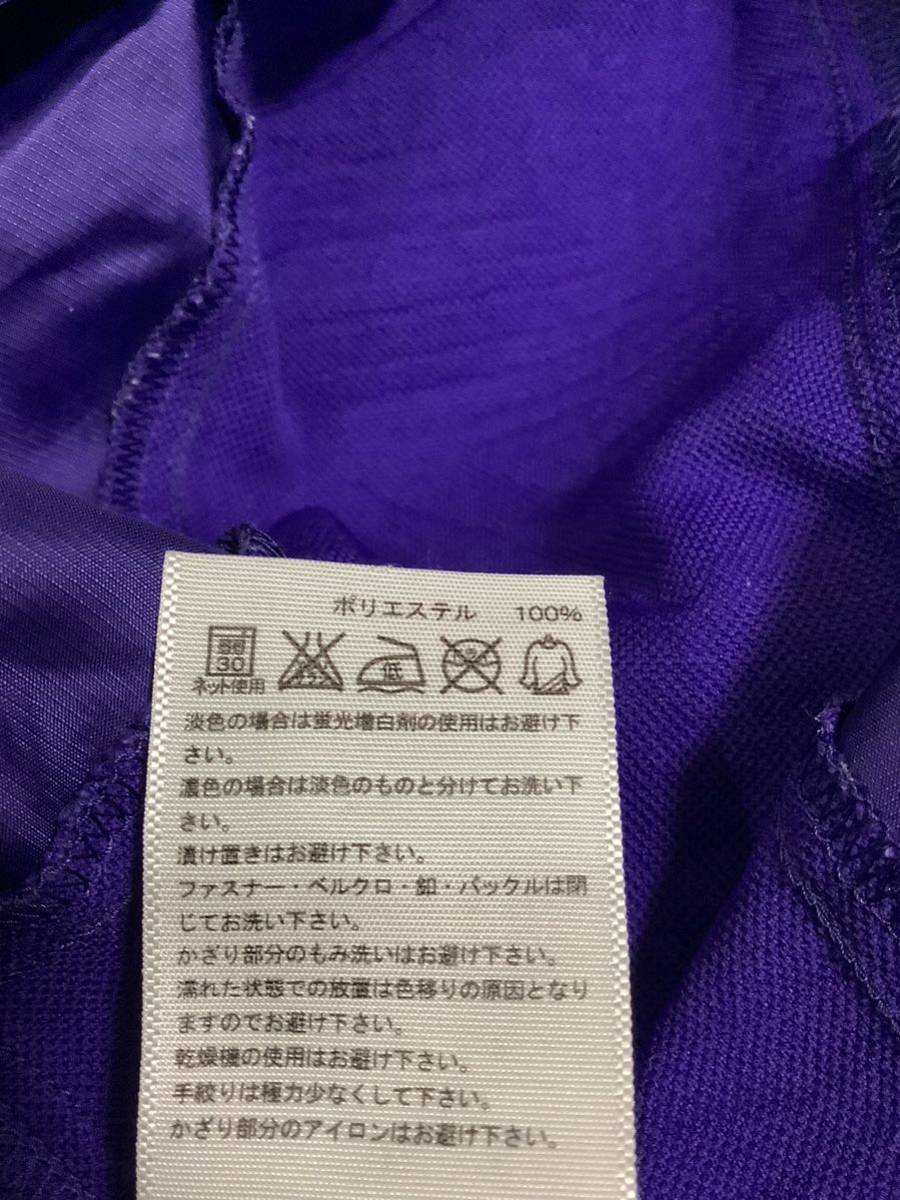 ポリエステル 100%
30
低
ネット使用
淡色の場合は蛍光増白剤の使用はお避け下
さい。
濃色の場合は淡色のものと分けてお洗い下
さい。
漬け置きはお避け下さい。
ファスナー・ベルクロ・釦・バックルは閉
じてお洗い下さい。
かざり部分のもみ洗いはお避け下さい。
濡れた状態での放置は色移りの原因となり
ますのでお避け下さい。
乾燥機の使用はお避け下さい。
手絞りは極力少なくして下さい。
かざり部分のアイロンはお避け下さい。